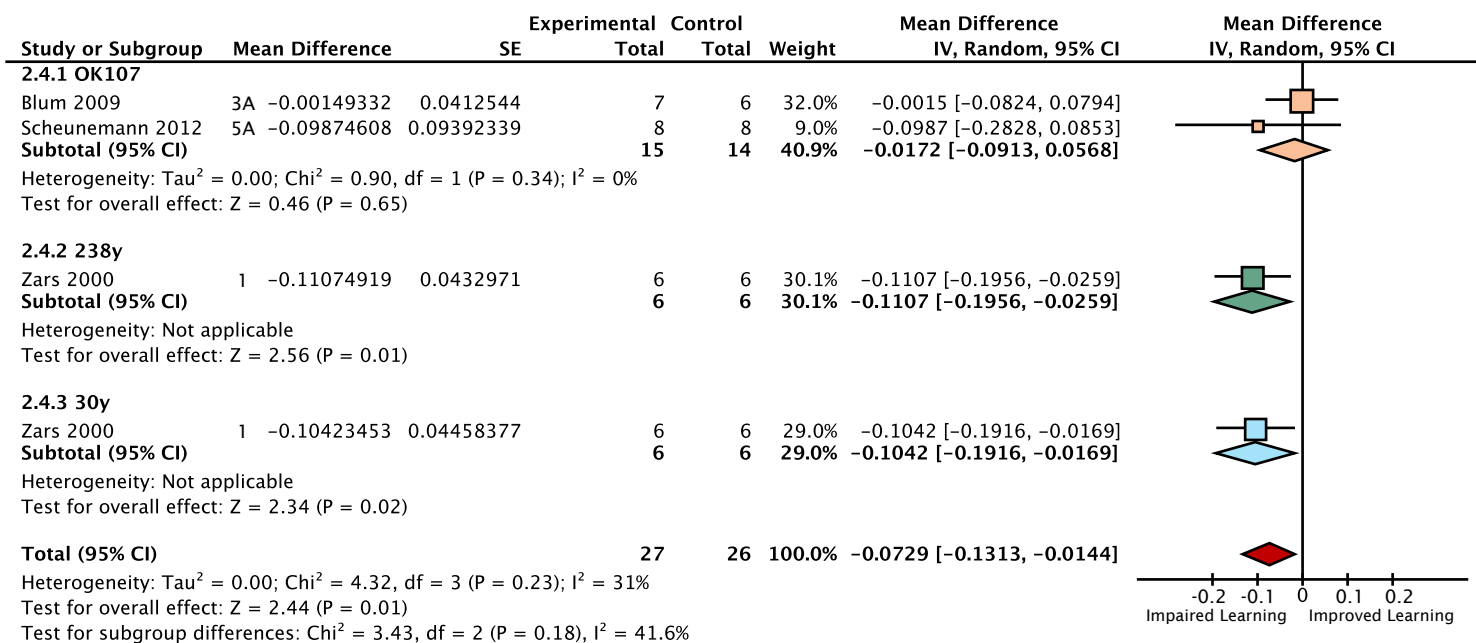 Experimental Control Mean Difference Mean Difference
Study or Subgroup Mean Difference SE Total Total Weight IV, Random, 95% CI IV, Random, 95% CI
2.4.1 OK107
Blum 2009 3A −0.00149332 0.0412544 7 6 32.0% −0.0015 [−0.0824, 0.0794]
Scheunemann 2012 5A −0.09874608 0.09392339 8 8 9.0% −0.0987 [−0.2828, 0.0853]
Subtotal (95% CI) 15 14 40.9% −0.0172 [−0.0913, 0.0568]
Heterogeneity: Tau² = 0.00; Chi² = 0.90, df = 1 (P = 0.34); I² = 0%
Test for overall effect: Z = 0.46 (P = 0.65)
2.4.2 238y
Zars 2000 1 −0.11074919 0.0432971 6 6 30.1% −0.1107 [−0.1956, −0.0259]
Subtotal (95% CI) 6 6 30.1% −0.1107 [−0.1956, −0.0259]
Heterogeneity: Not applicable
Test for overall effect: Z = 2.56 (P = 0.01)
2.4.3 30y
Zars 2000 1 −0.10423453 0.04458377 6 6 29.0% −0.1042 [−0.1916, −0.0169]
Subtotal (95% CI) 6 6 29.0% −0.1042 [−0.1916, −0.0169]
Heterogeneity: Not applicable
Test for overall effect: Z = 2.34 (P = 0.02)
Total (95% CI) 27 26 100.0% −0.0729 [−0.1313, −0.0144]
Heterogeneity: Tau² = 0.00; Chi² = 4.32, df = 3 (P = 0.23); I² = 31%
Test for overall effect: Z = 2.44 (P = 0.01)
Test for subgroup differences: Chi² = 3.43, df = 2 (P = 0.18), I² = 41.6%
-0.2 -0.1 0 0.1 0.2
Impaired Learning Improved Learning